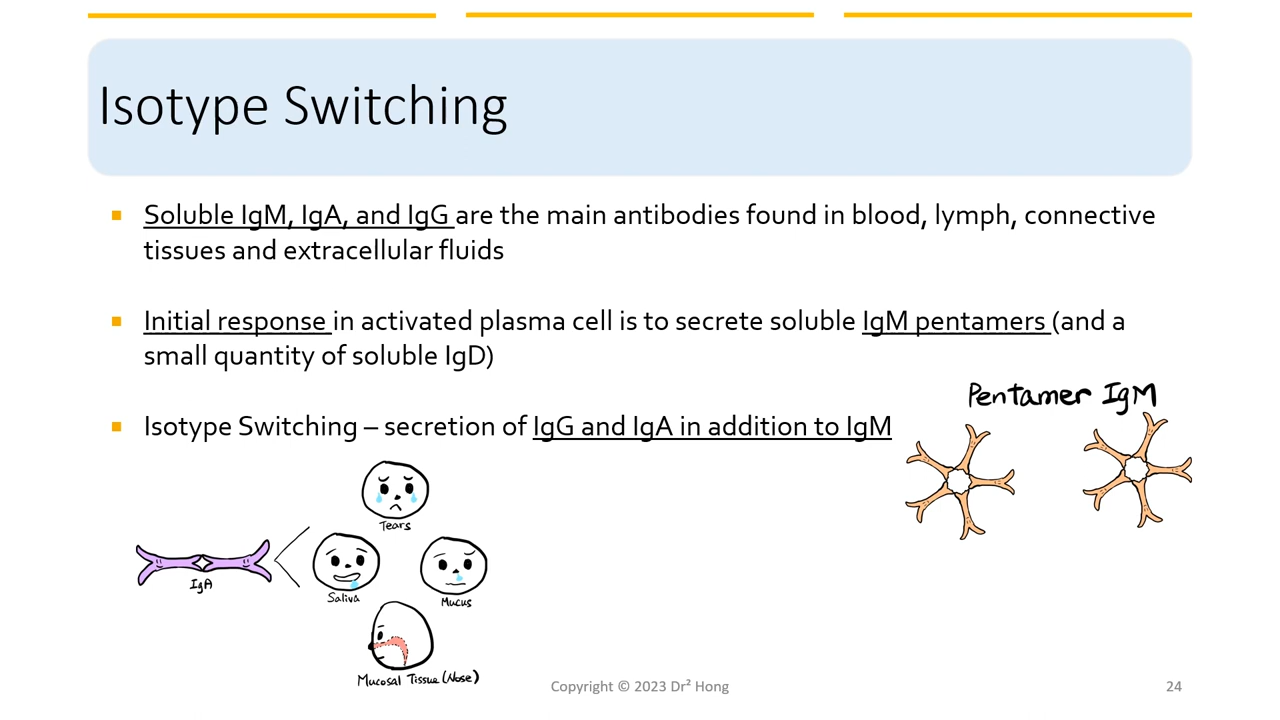 Isotype Switching
Soluble IgM, IgA, and IgG are the main antibodies found in blood, lymph, connective
tissues and extracellular fluids
Initial response in activated plasma cell is to secrete soluble IgM pentamers (and a
small quantity of soluble IgD)
Pentamer IgM
Isotype Switching – secretion of IgG and IgA in addition to IgM
Tears
IgA
Saliva
Mucus
Mucosal Tissue (Nose)
Copyright © 2023 Dr² Hong
24